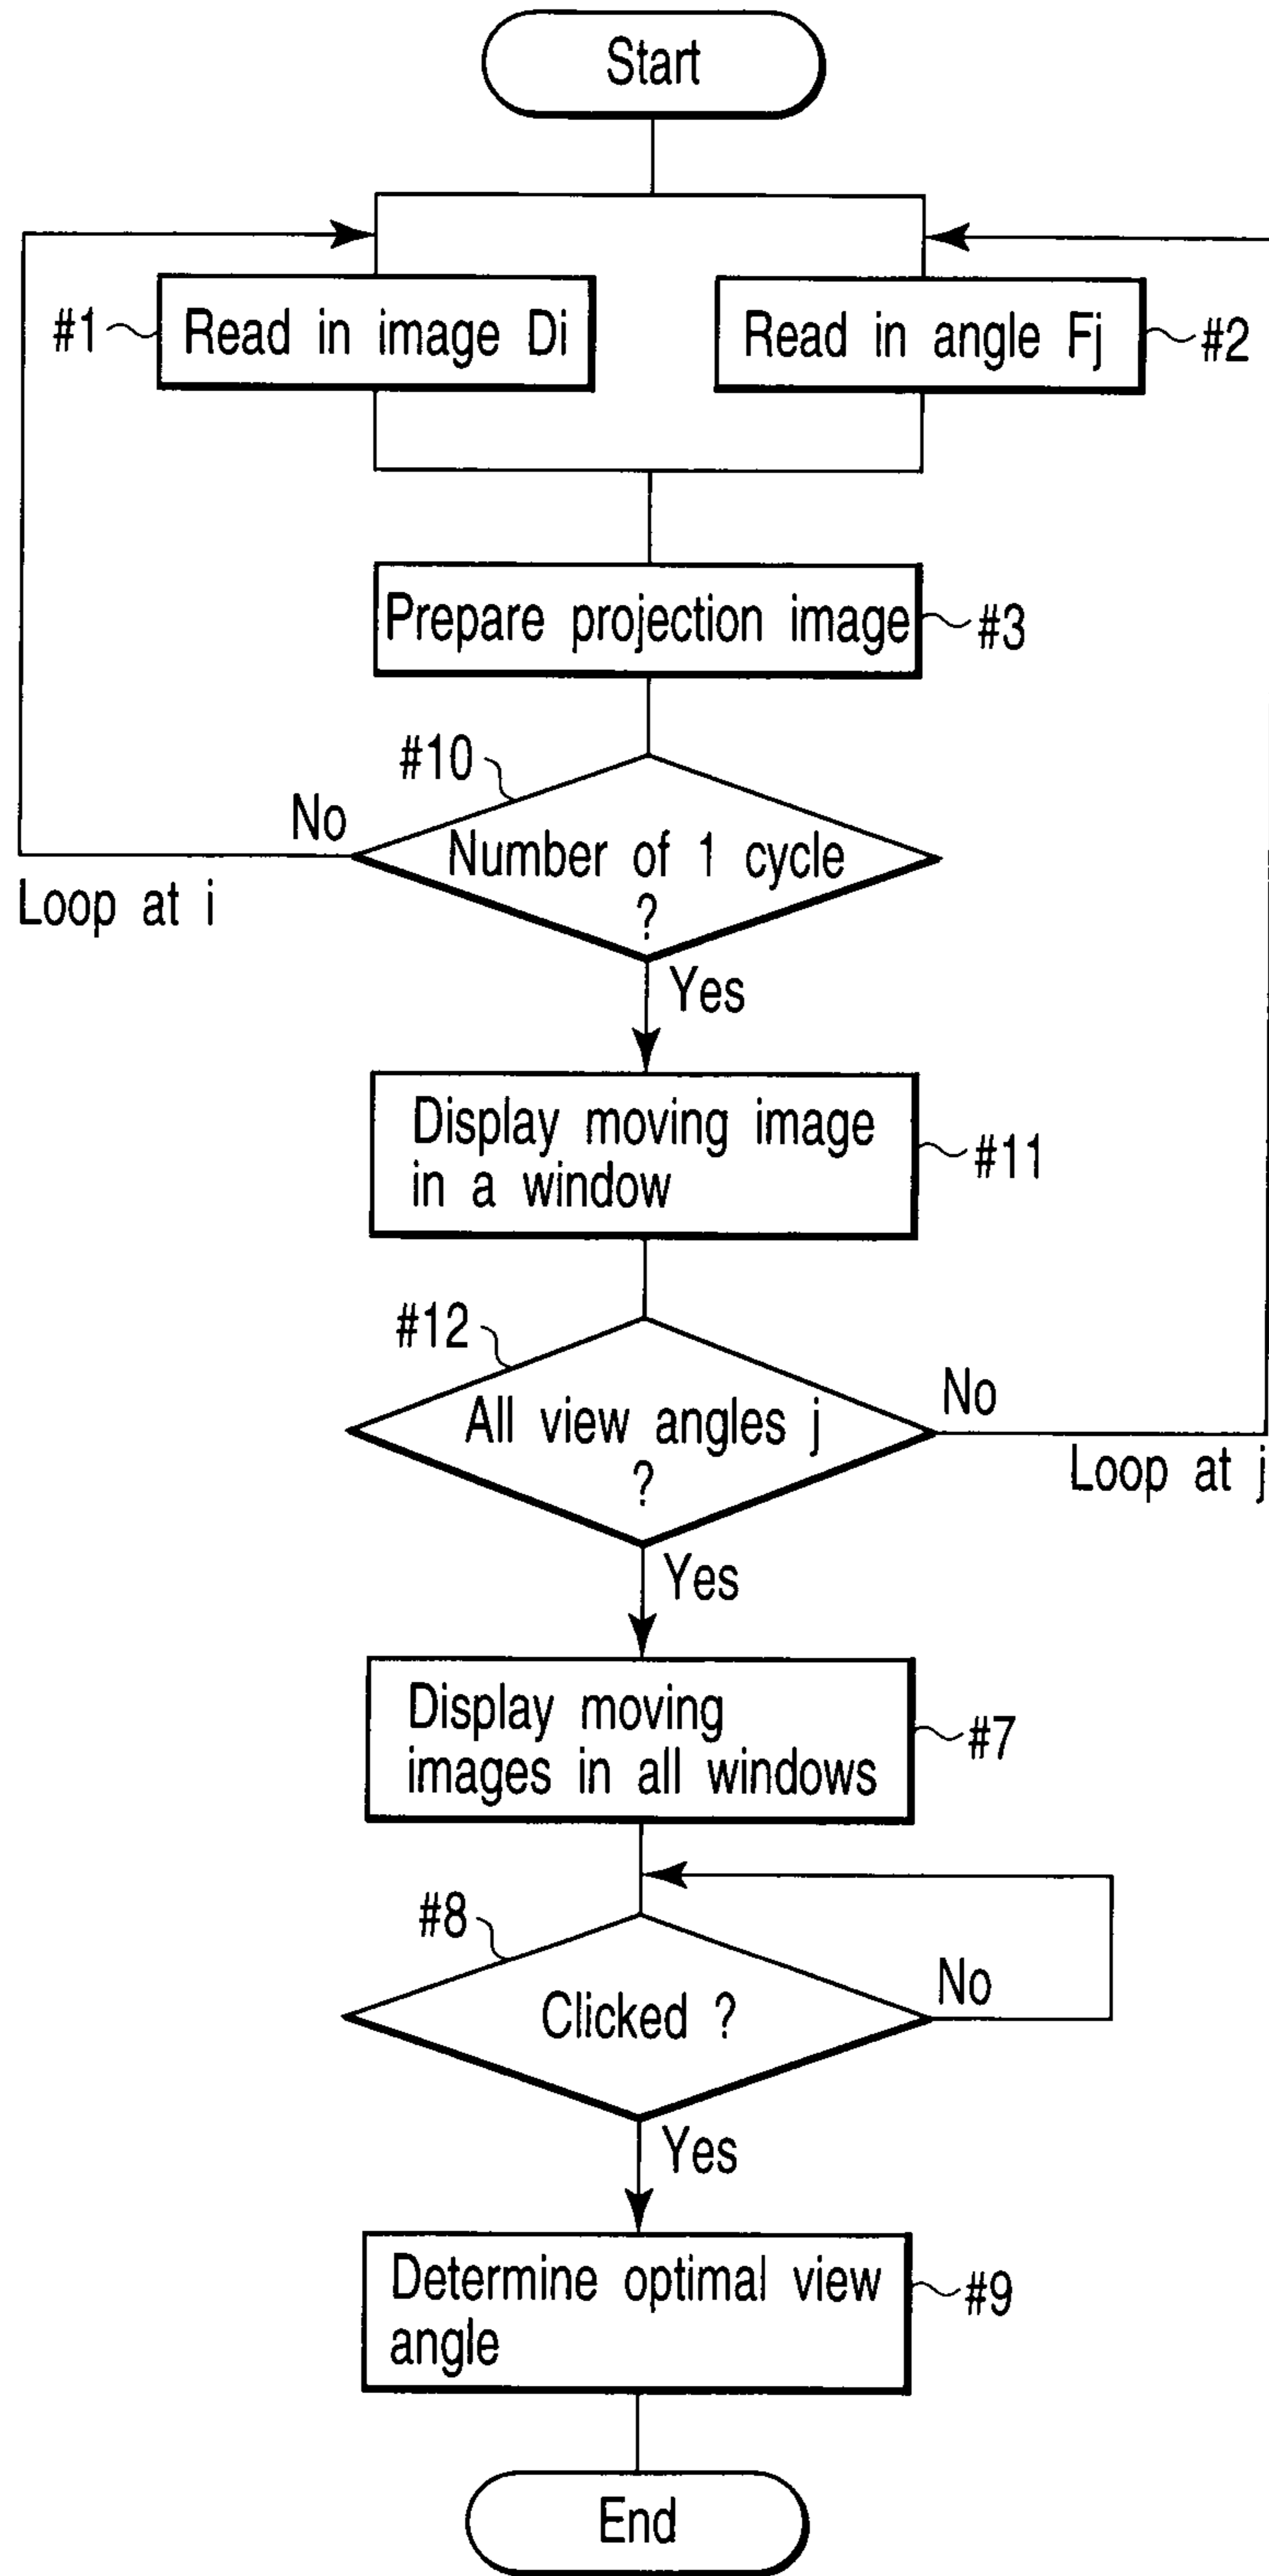 Start
#1
Read in image Di
Read in angle Fj
#2
Prepare projection image
#3
#10
No
Number of 1 cycle
?
Loop at i
Yes
Display moving image
in a window
#11
#12
No
All view angles j
?
Loop at j
Yes
Display moving
images in all windows
#7
#8
No
Clicked ?
Yes
Determine optimal view
angle
#9
End